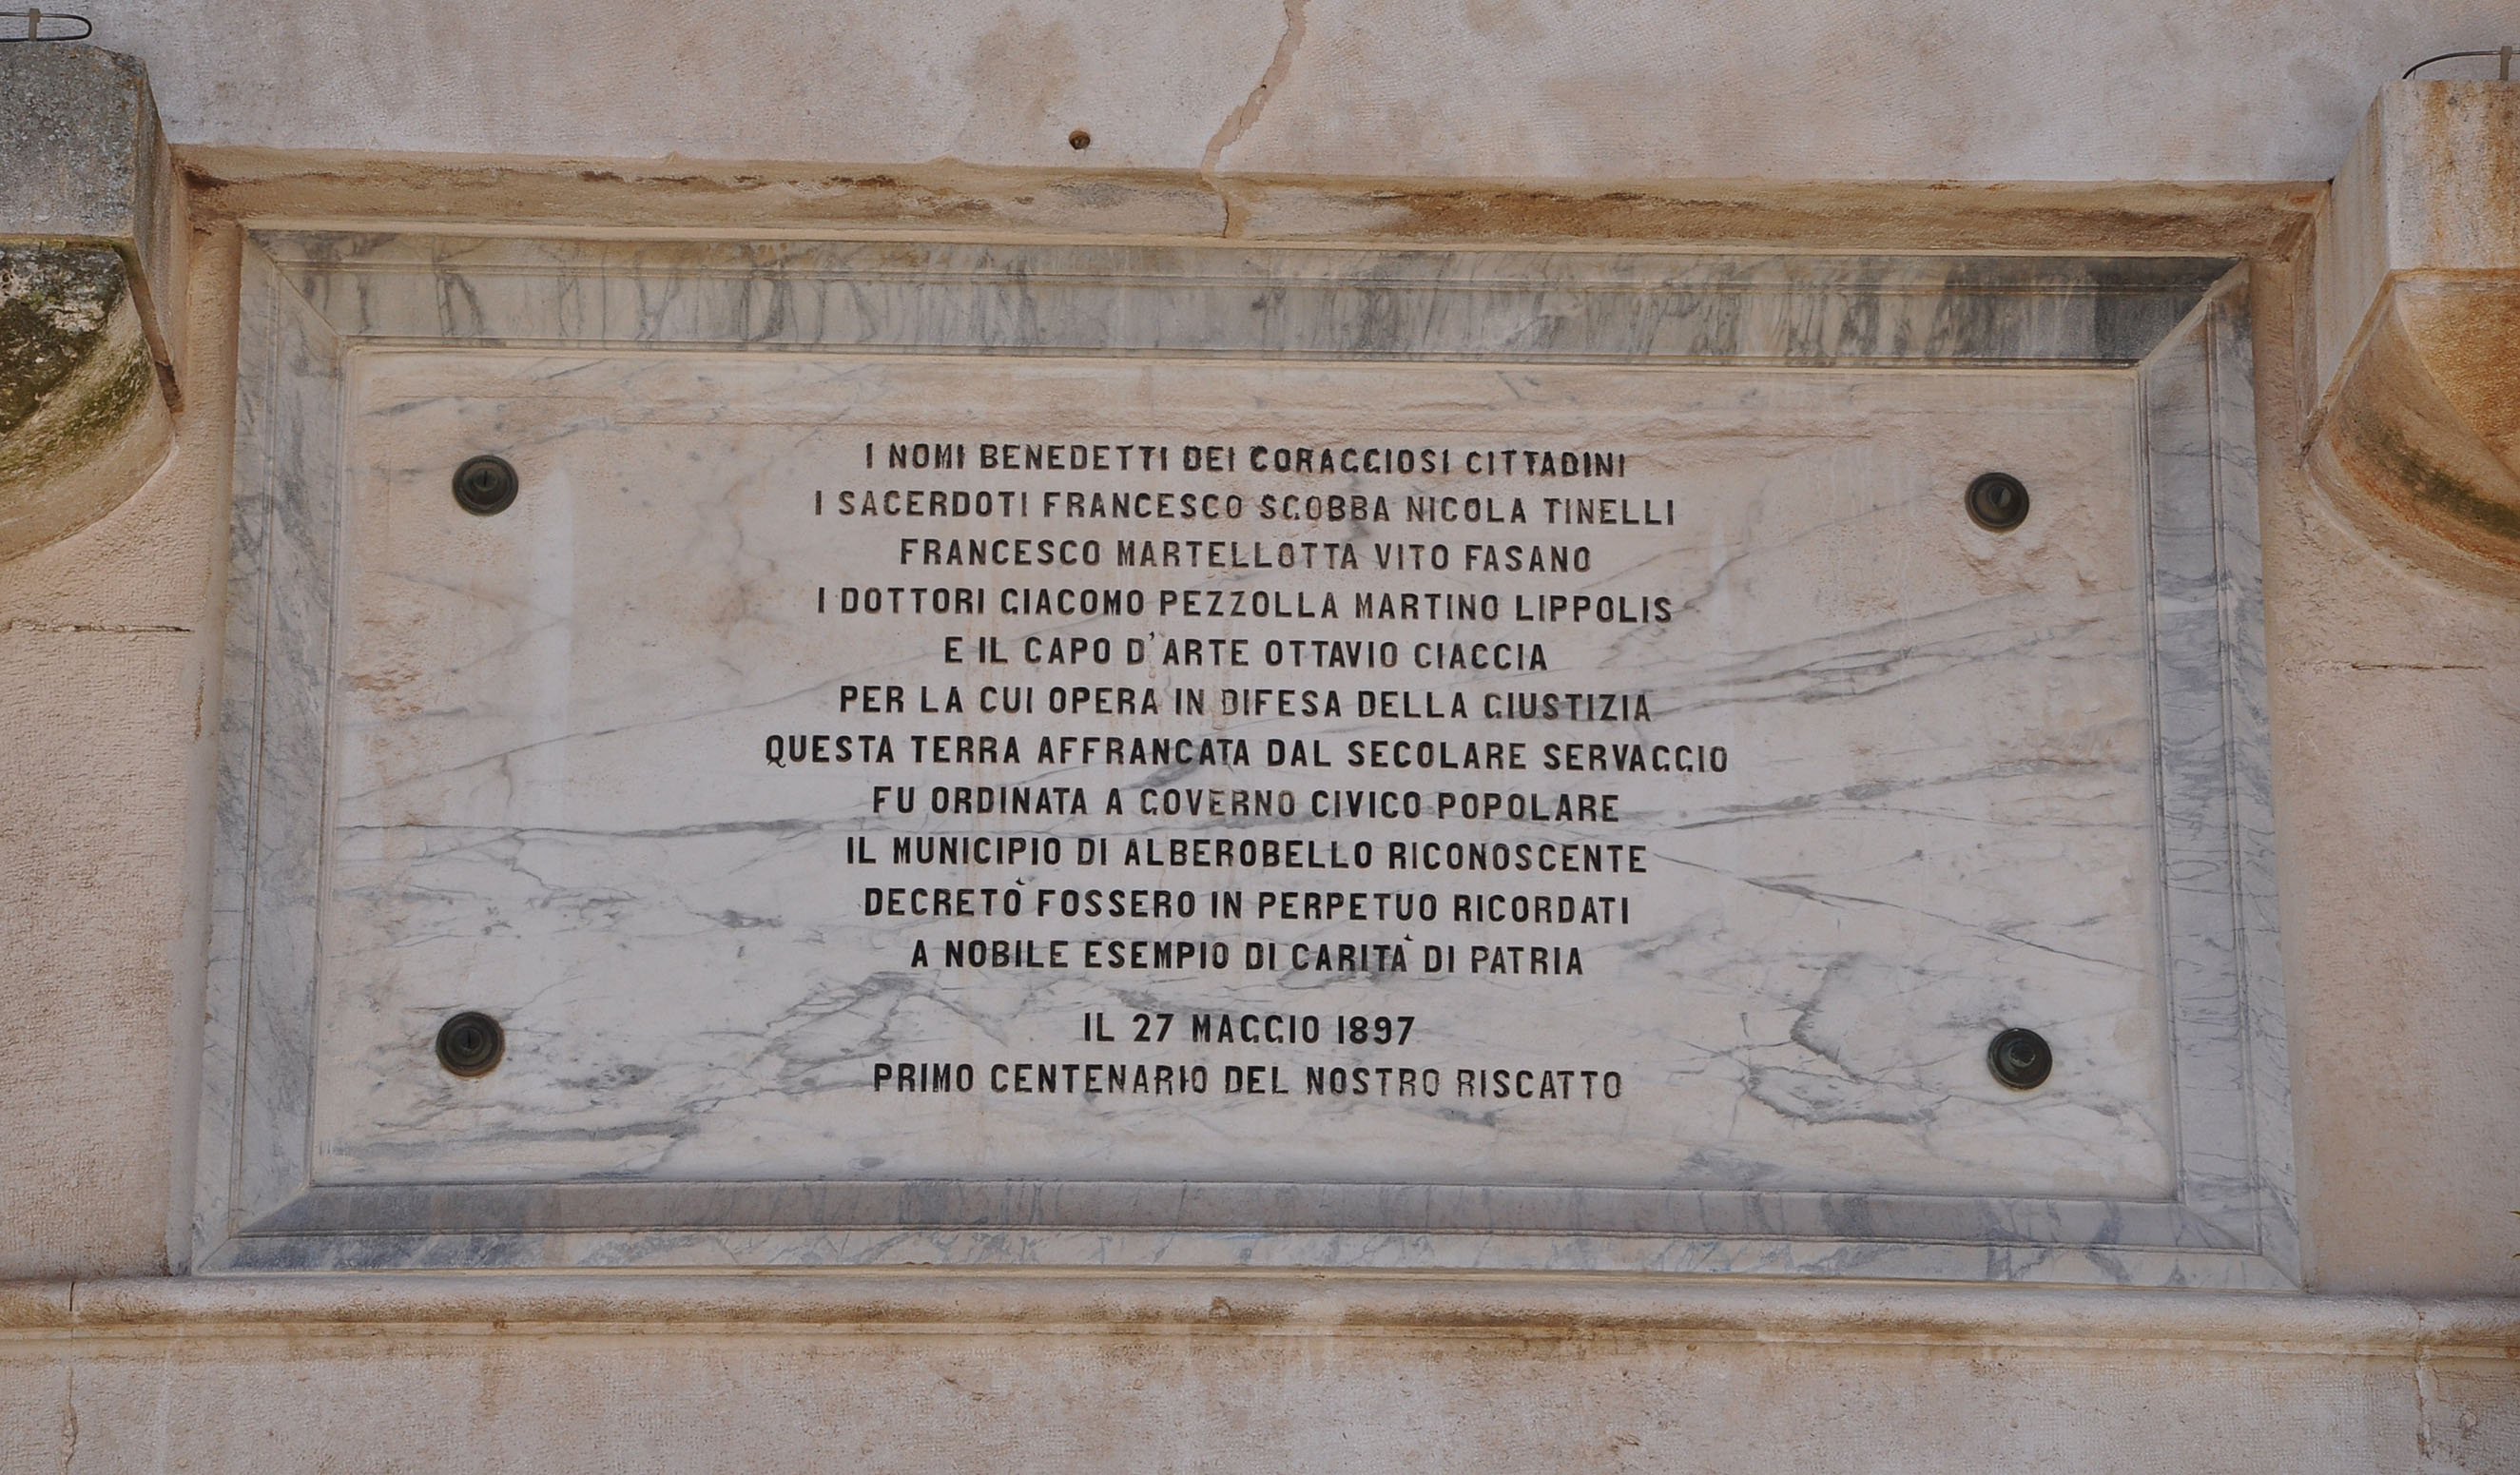 I NOMI BENEDETTI DEI CORAGGIOSI CITTADINI
I SACERDOTI FRANCESCO SGOBBA NICOLA TINELLI
FRANCESCO MARTELLOTTA VITO FASANO
I DOTTORI GIACOMO PEZZOLLA MARTINO LIPPOLIS
E IL CAPO D'ARTE OTTAVIO CIACCIA
PER LA CUI OPERA IN DIFESA DELLA GIUSTIZIA
QUESTA TERRA AFFRANCATA DAL SECOLARE SERVAGGIO
FU ORDINATA A GOVERNO CIVICO POPOLARE
IL MUNICIPIO DI ALBEROBELLO RICONOSCENTE
DECRETÒ FOSSERO IN PERPETUO RICORDATI
A NOBILE ESEMPIO DI CARITÀ DI PATRIA
IL 27 MAGGIO 1897
PRIMO CENTENARIO DEL NOSTRO RISCATTO